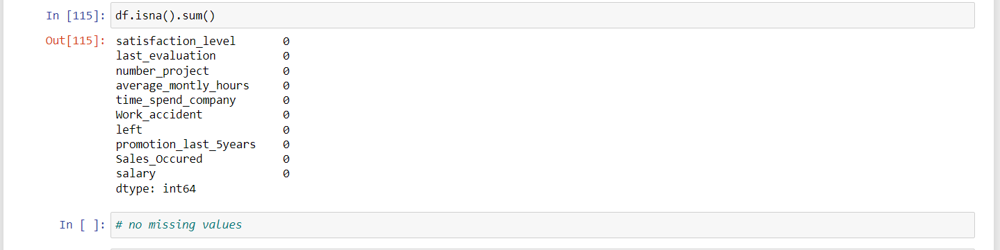 In [115]: df.isna().sum()
Out[115]: satisfaction_level 0
last_evaluation 0
number_project 0
average_montly_hours 0
time_spend_company 0
Work_accident 0
left 0
promotion_last_5years 0
Sales_Occured 0
salary 0
dtype: int64
In [ ]: # no missing values